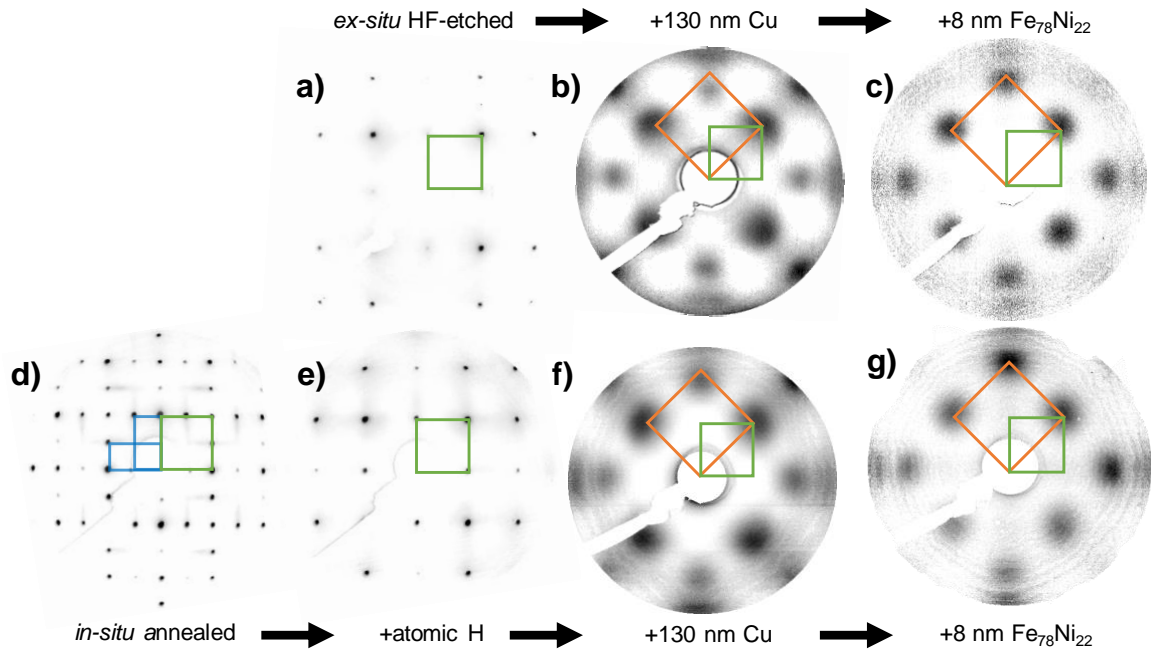 ex-situ HF-etched
+130 nm Cu
+8 nm Fe₇₈Ni₂₂
a)
b)
c)
d)
e)
f)
g)
in-situ annealed
+atomic H
+130 nm Cu
+8 nm Fe₇₈Ni₂₂